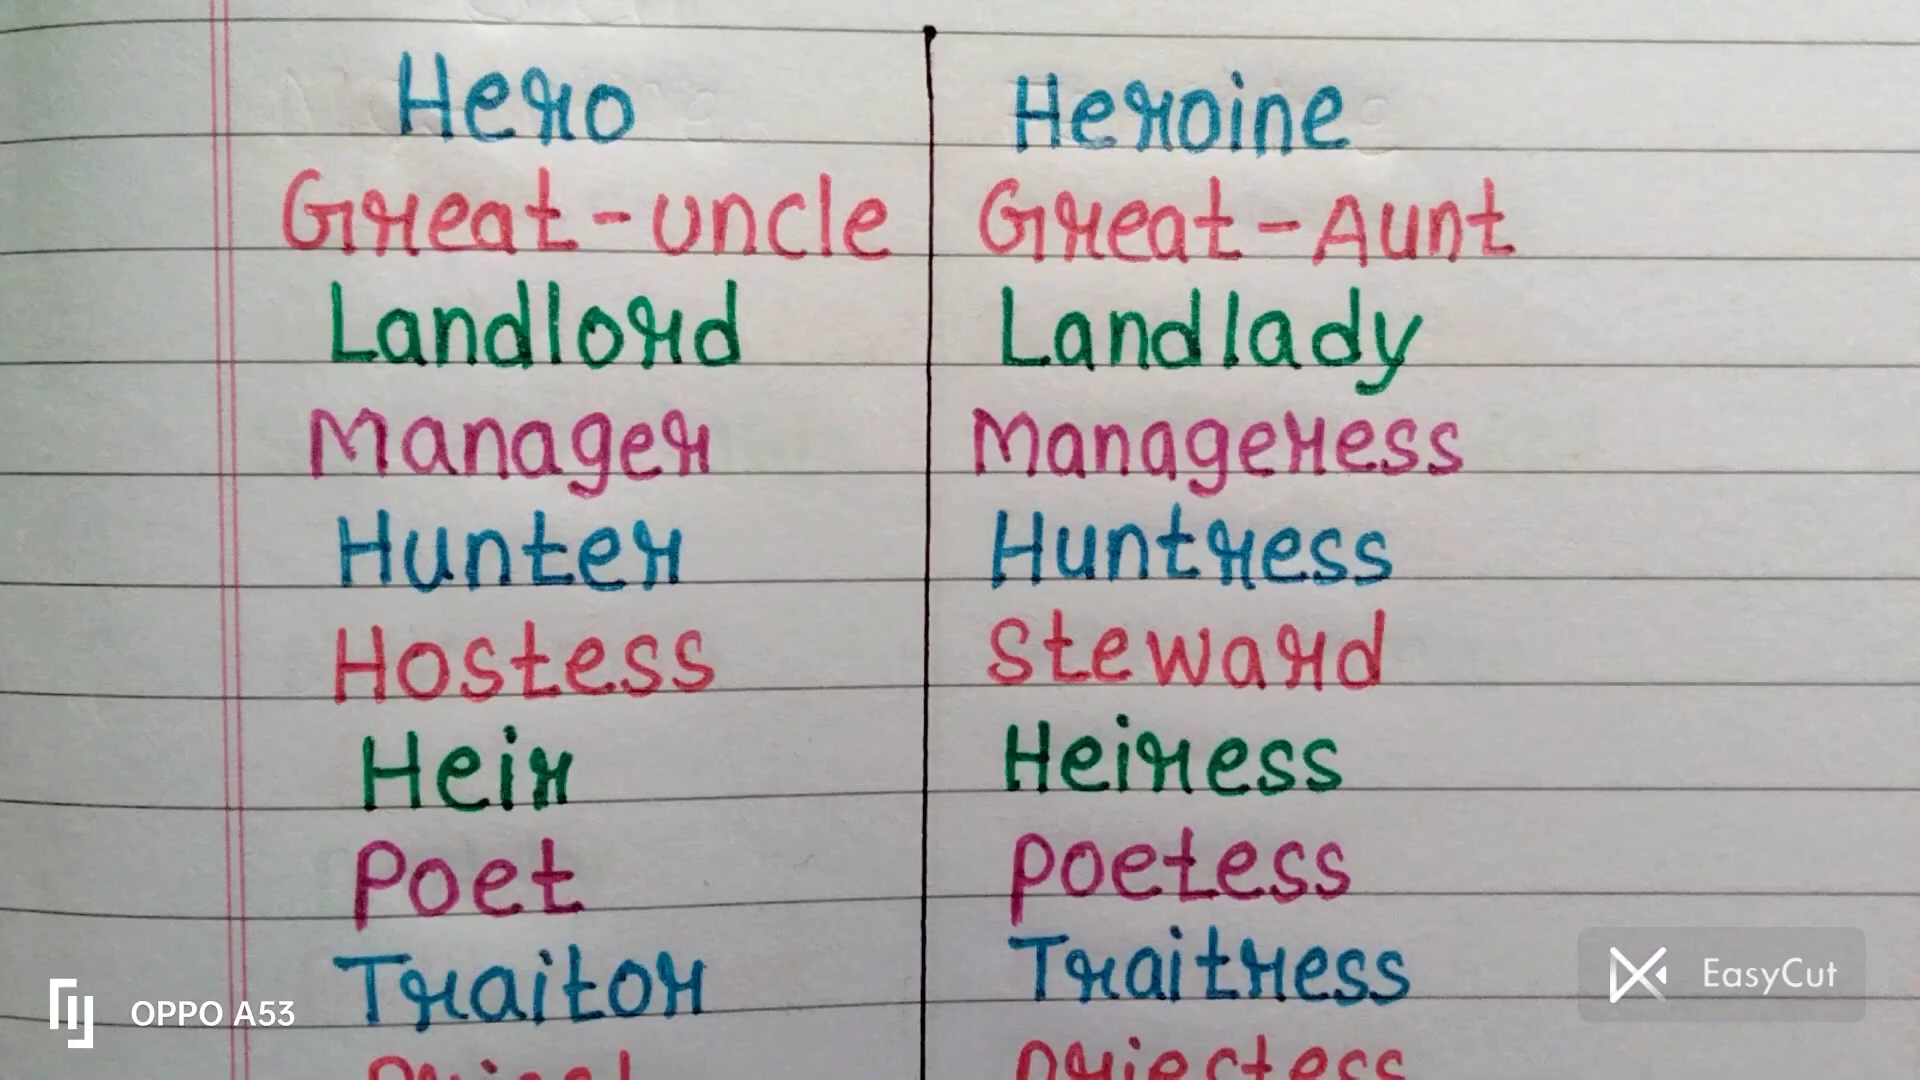 Hero Heroine
Great-uncle Great-Aunt
Landlord Landlady
Manager Manageress
Hunter Huntress
Hostess Steward
Heir Heiress
Poet Poetess
Traitor Traitress
OPPO A53
EasyCut